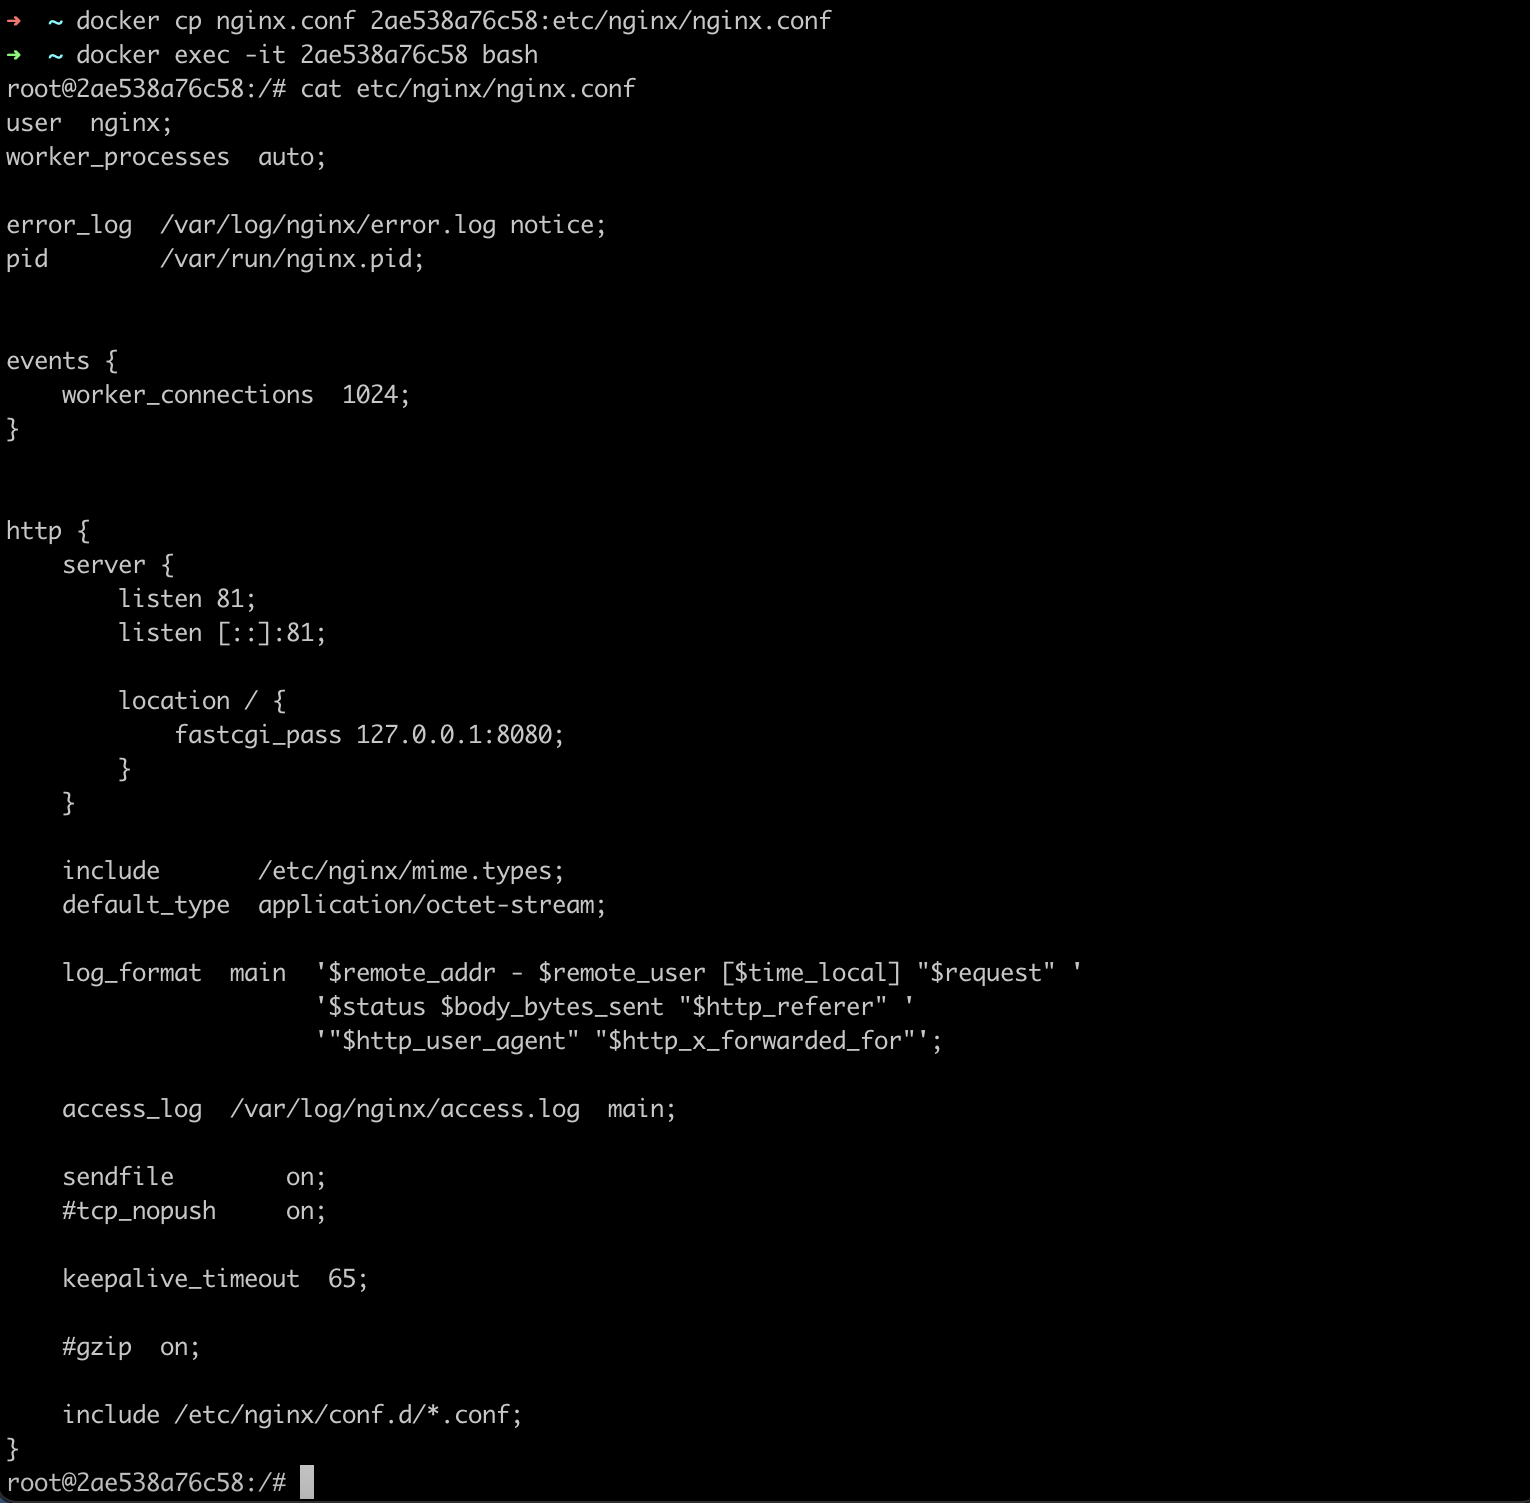 ➜  ~ docker cp nginx.conf 2ae538a76c58:etc/nginx/nginx.conf
➜  ~ docker exec -it 2ae538a76c58 bash
root@2ae538a76c58:/# cat etc/nginx/nginx.conf
user  nginx;
worker_processes  auto;

error_log  /var/log/nginx/error.log notice;
pid        /var/run/nginx.pid;


events {
    worker_connections  1024;
}


http {
    server {
        listen 81;
        listen [::]:81;

        location / {
            fastcgi_pass 127.0.0.1:8080;
        }
    }

    include       /etc/nginx/mime.types;
    default_type  application/octet-stream;

    log_format  main  '$remote_addr - $remote_user [$time_local] "$request" '
                      '$status $body_bytes_sent "$http_referer" '
                      '"$http_user_agent" "$http_x_forwarded_for"';

    access_log  /var/log/nginx/access.log  main;

    sendfile        on;
    #tcp_nopush     on;

    keepalive_timeout  65;

    #gzip  on;

    include /etc/nginx/conf.d/*.conf;
}
root@2ae538a76c58:/#